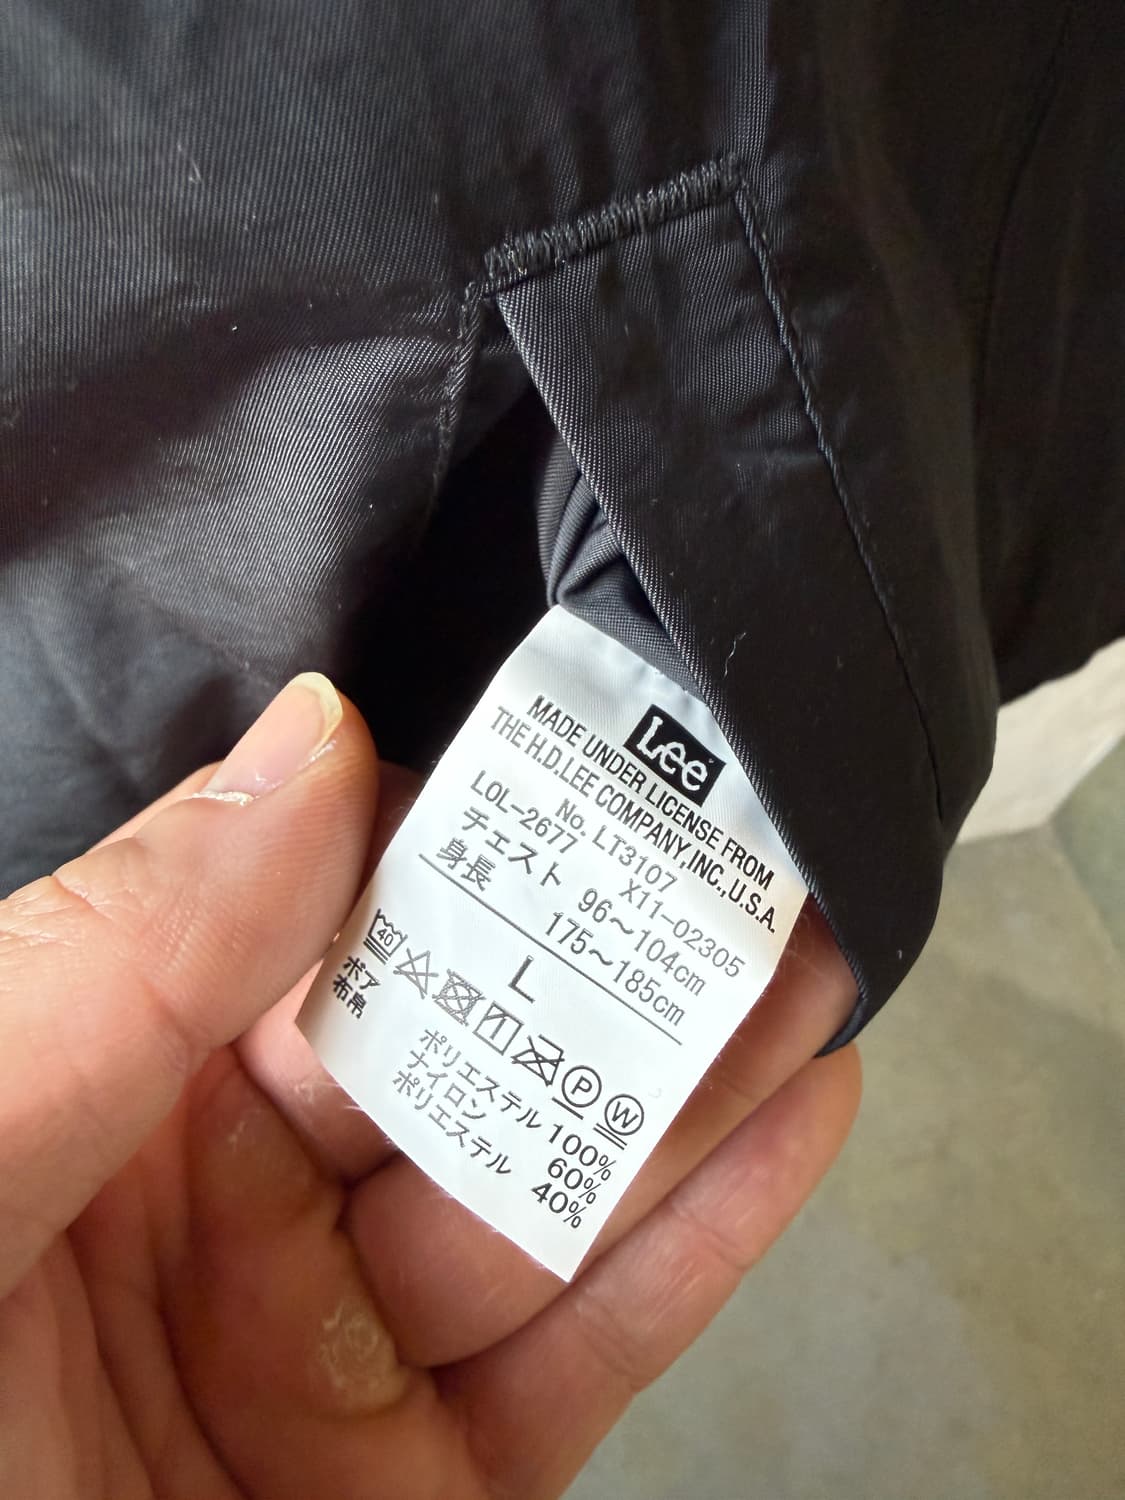 Lee
MADE UNDER LICENSE FROM
THE H.D.LEE COMPANY,INC.,U.S.A.
No. LT3107
LOL-2677 X11-02305
チェスト 96〜104cm
身長 175〜185cm
L
40 P W
ボア ポリエステル 100%
布帛 ナイロン 60%
ポリエステル 40%